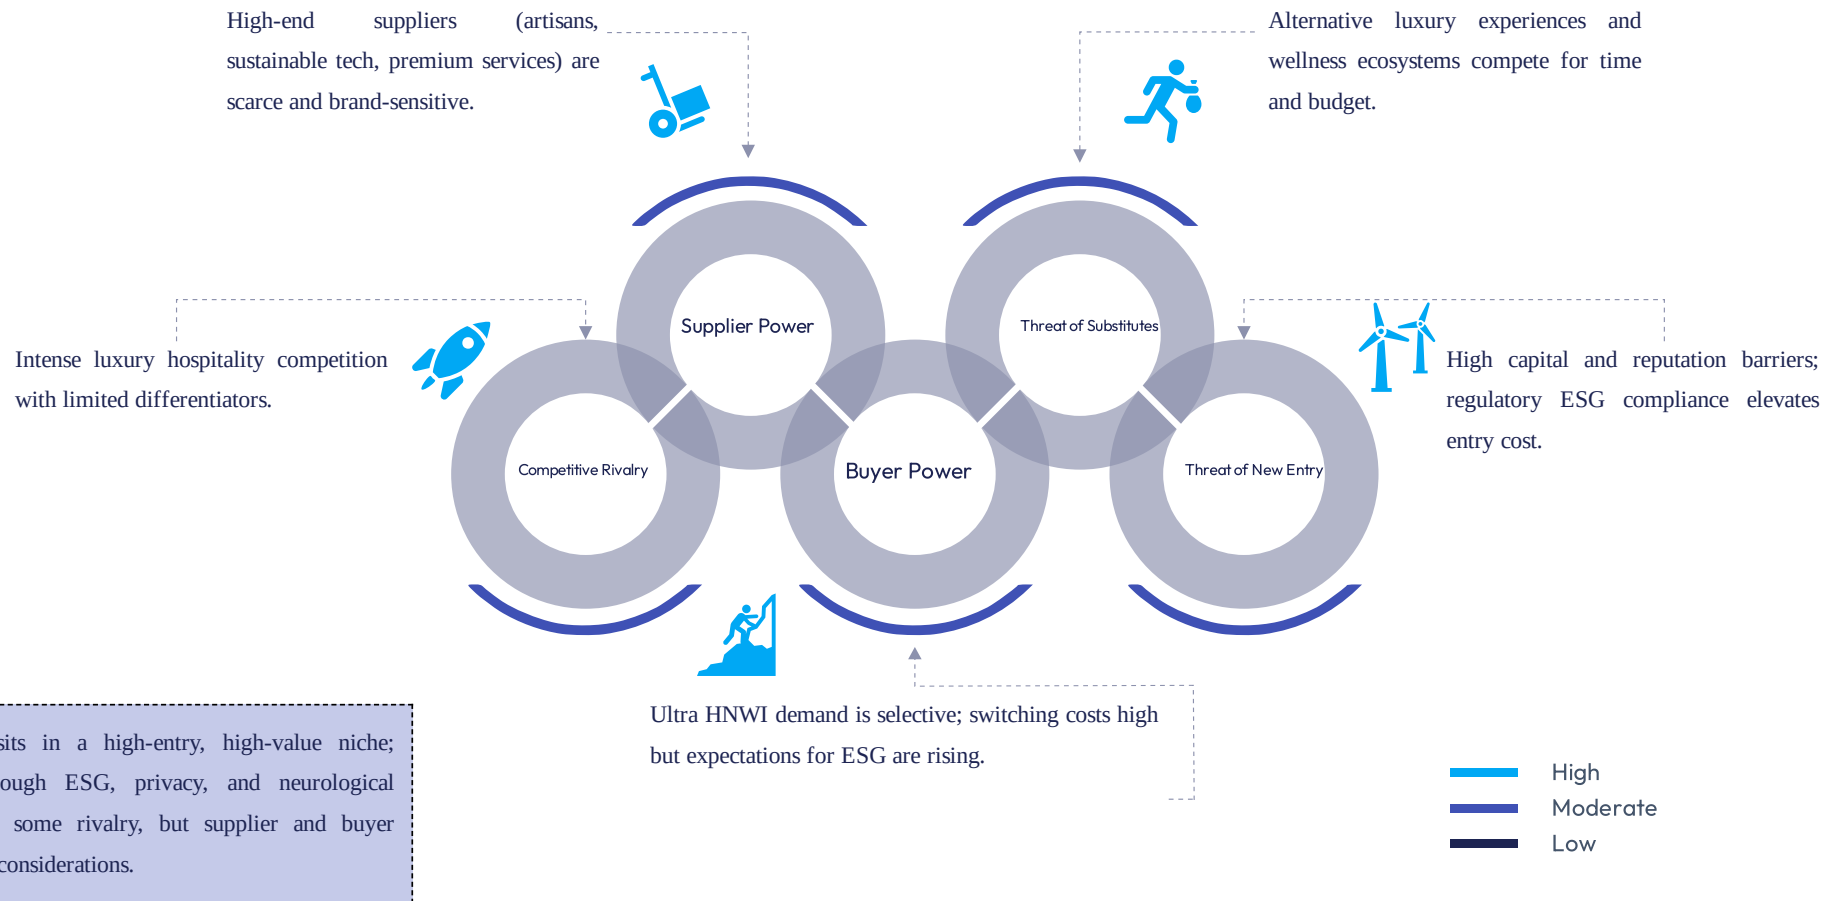 High-end suppliers (artisans,
sustainable tech, premium services) are
scarce and brand-sensitive.
Alternative luxury experiences and
wellness ecosystems compete for time
and budget.
Supplier Power
Threat of Substitutes
Intense luxury hospitality competition
with limited differentiators.
High capital and reputation barriers;
regulatory ESG compliance elevates
entry cost.
Competitive Rivalry
Buyer Power
Threat of New Entry
Ultra HNWI demand is selective; switching costs high
but expectations for ESG are rising.
sits in a high-entry, high-value niche;
ough ESG, privacy, and neurological
some rivalry, but supplier and buyer
considerations.
High
Moderate
Low